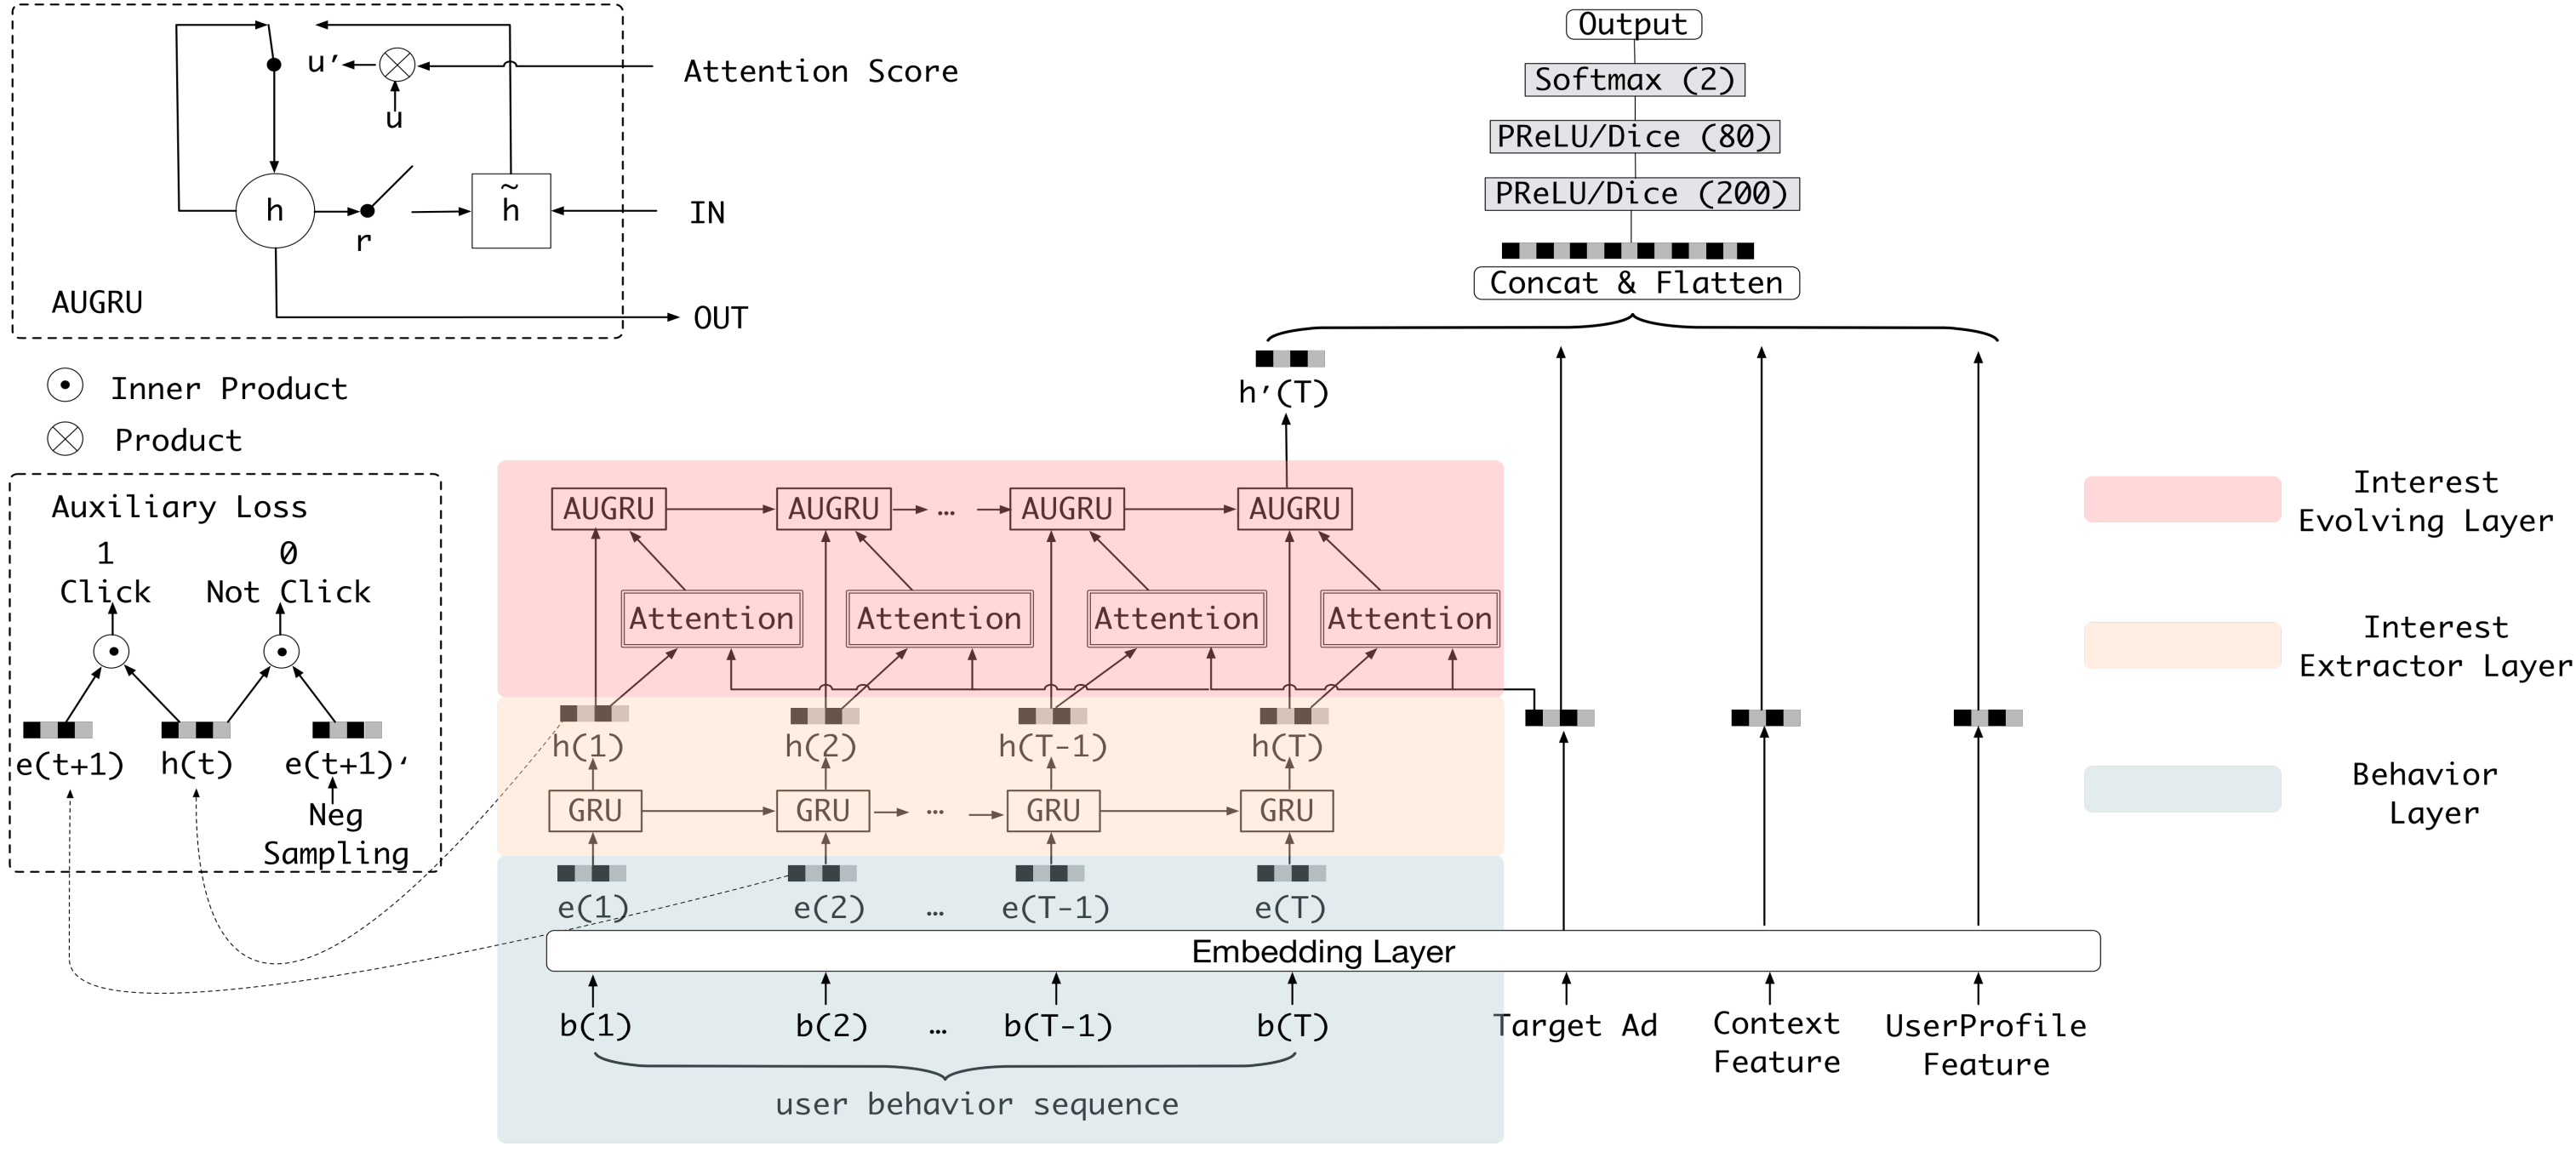 Output
Softmax (2)
PReLU/Dice (80)
PReLU/Dice (200)
Concat & Flatten
u′
u
Attention Score
h
r
h̃
IN
AUGRU
OUT
Inner Product
Product
h′(T)
Auxiliary Loss
1
Click
0
Not Click
e(t+1)
h(t)
e(t+1)‘
Neg
Sampling
AUGRU
AUGRU
...
AUGRU
AUGRU
Attention
Attention
Attention
Attention
h(1)
h(2)
h(T-1)
h(T)
GRU
GRU
...
GRU
GRU
e(1)
e(2)
...
e(T-1)
e(T)
Embedding Layer
b(1)
b(2)
...
b(T-1)
b(T)
Target Ad
Context
Feature
UserProfile
Feature
user behavior sequence
Interest
Evolving Layer
Interest
Extractor Layer
Behavior
Layer